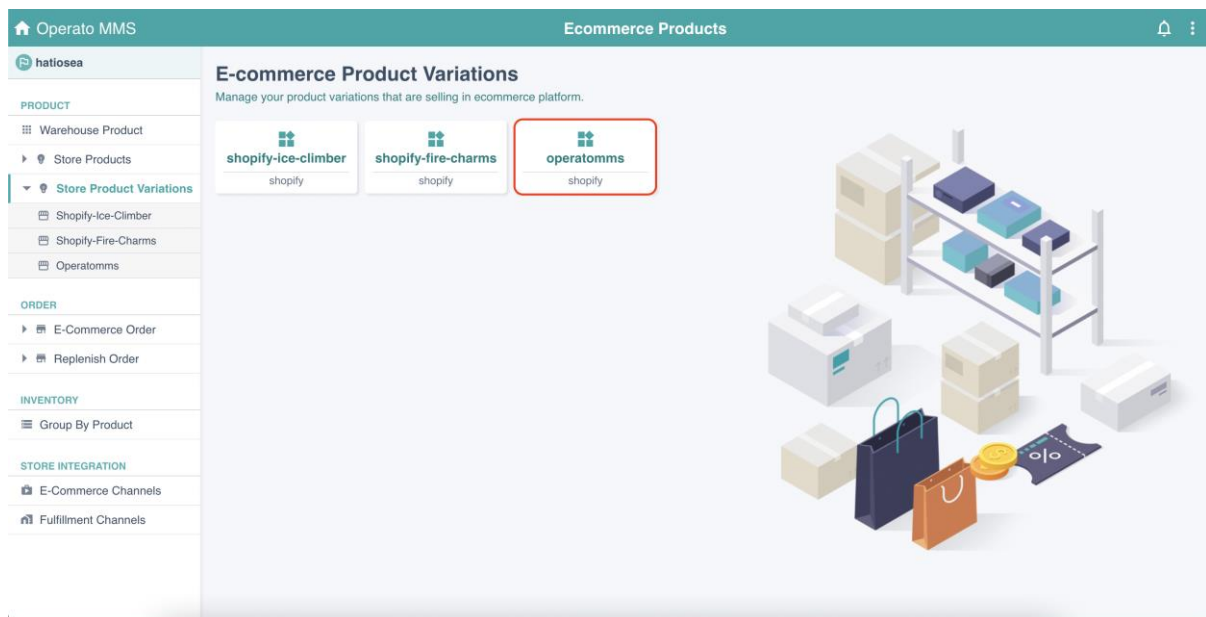 Operato MMS
Ecommerce Products
hatiosea
PRODUCT
Warehouse Product
Store Products
Store Product Variations
Shopify-Ice-Climber
Shopify-Fire-Charms
Operatomms
ORDER
E-Commerce Order
Replenish Order
INVENTORY
Group By Product
STORE INTEGRATION
E-Commerce Channels
Fulfillment Channels
E-commerce Product Variations
Manage your product variations that are selling in ecommerce platform.
shopify-ice-climber
shopify
shopify-fire-charms
shopify
operatomms
shopify
%